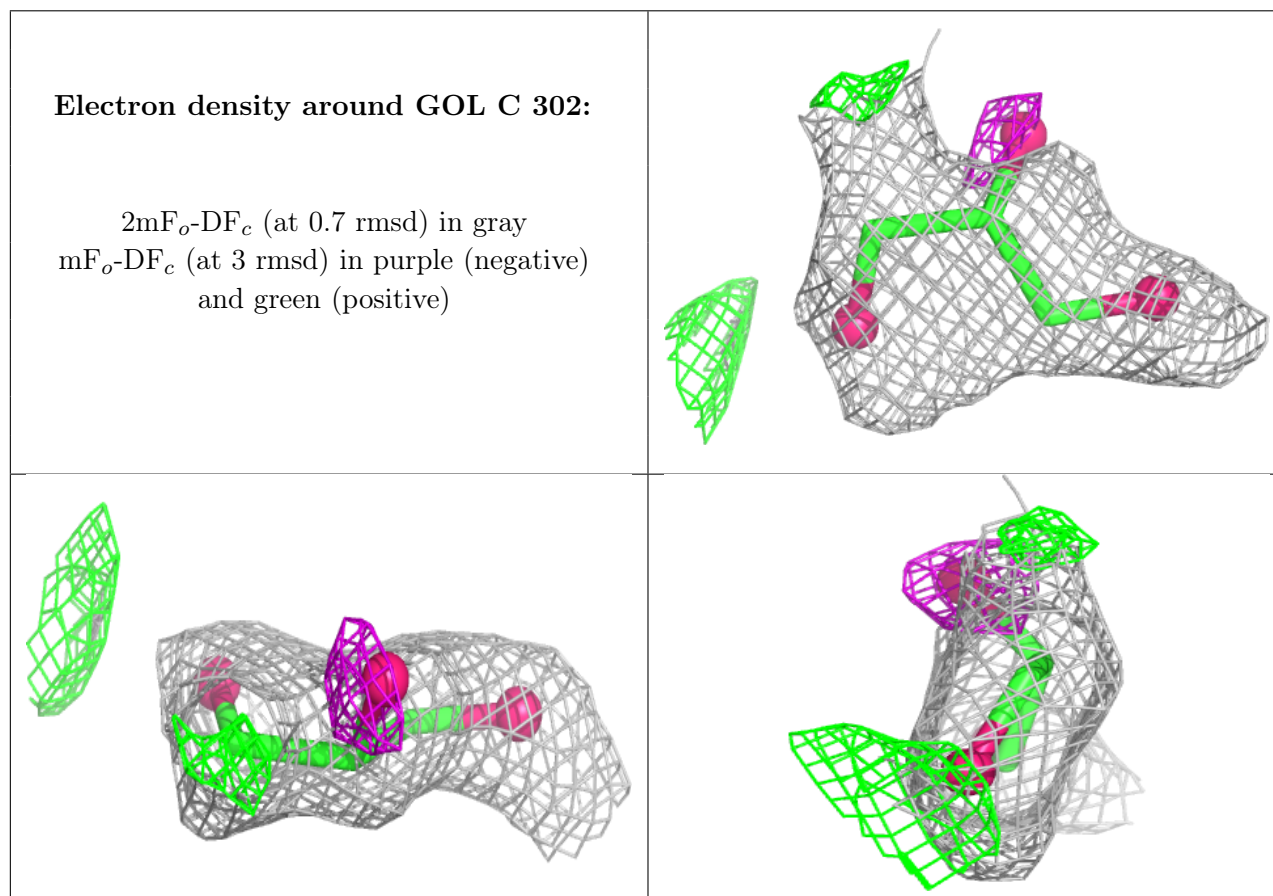 Electron density around GOL C 302:
2mFo-DFc (at 0.7 rmsd) in gray
mFo-DFc (at 3 rmsd) in purple (negative)
and green (positive)